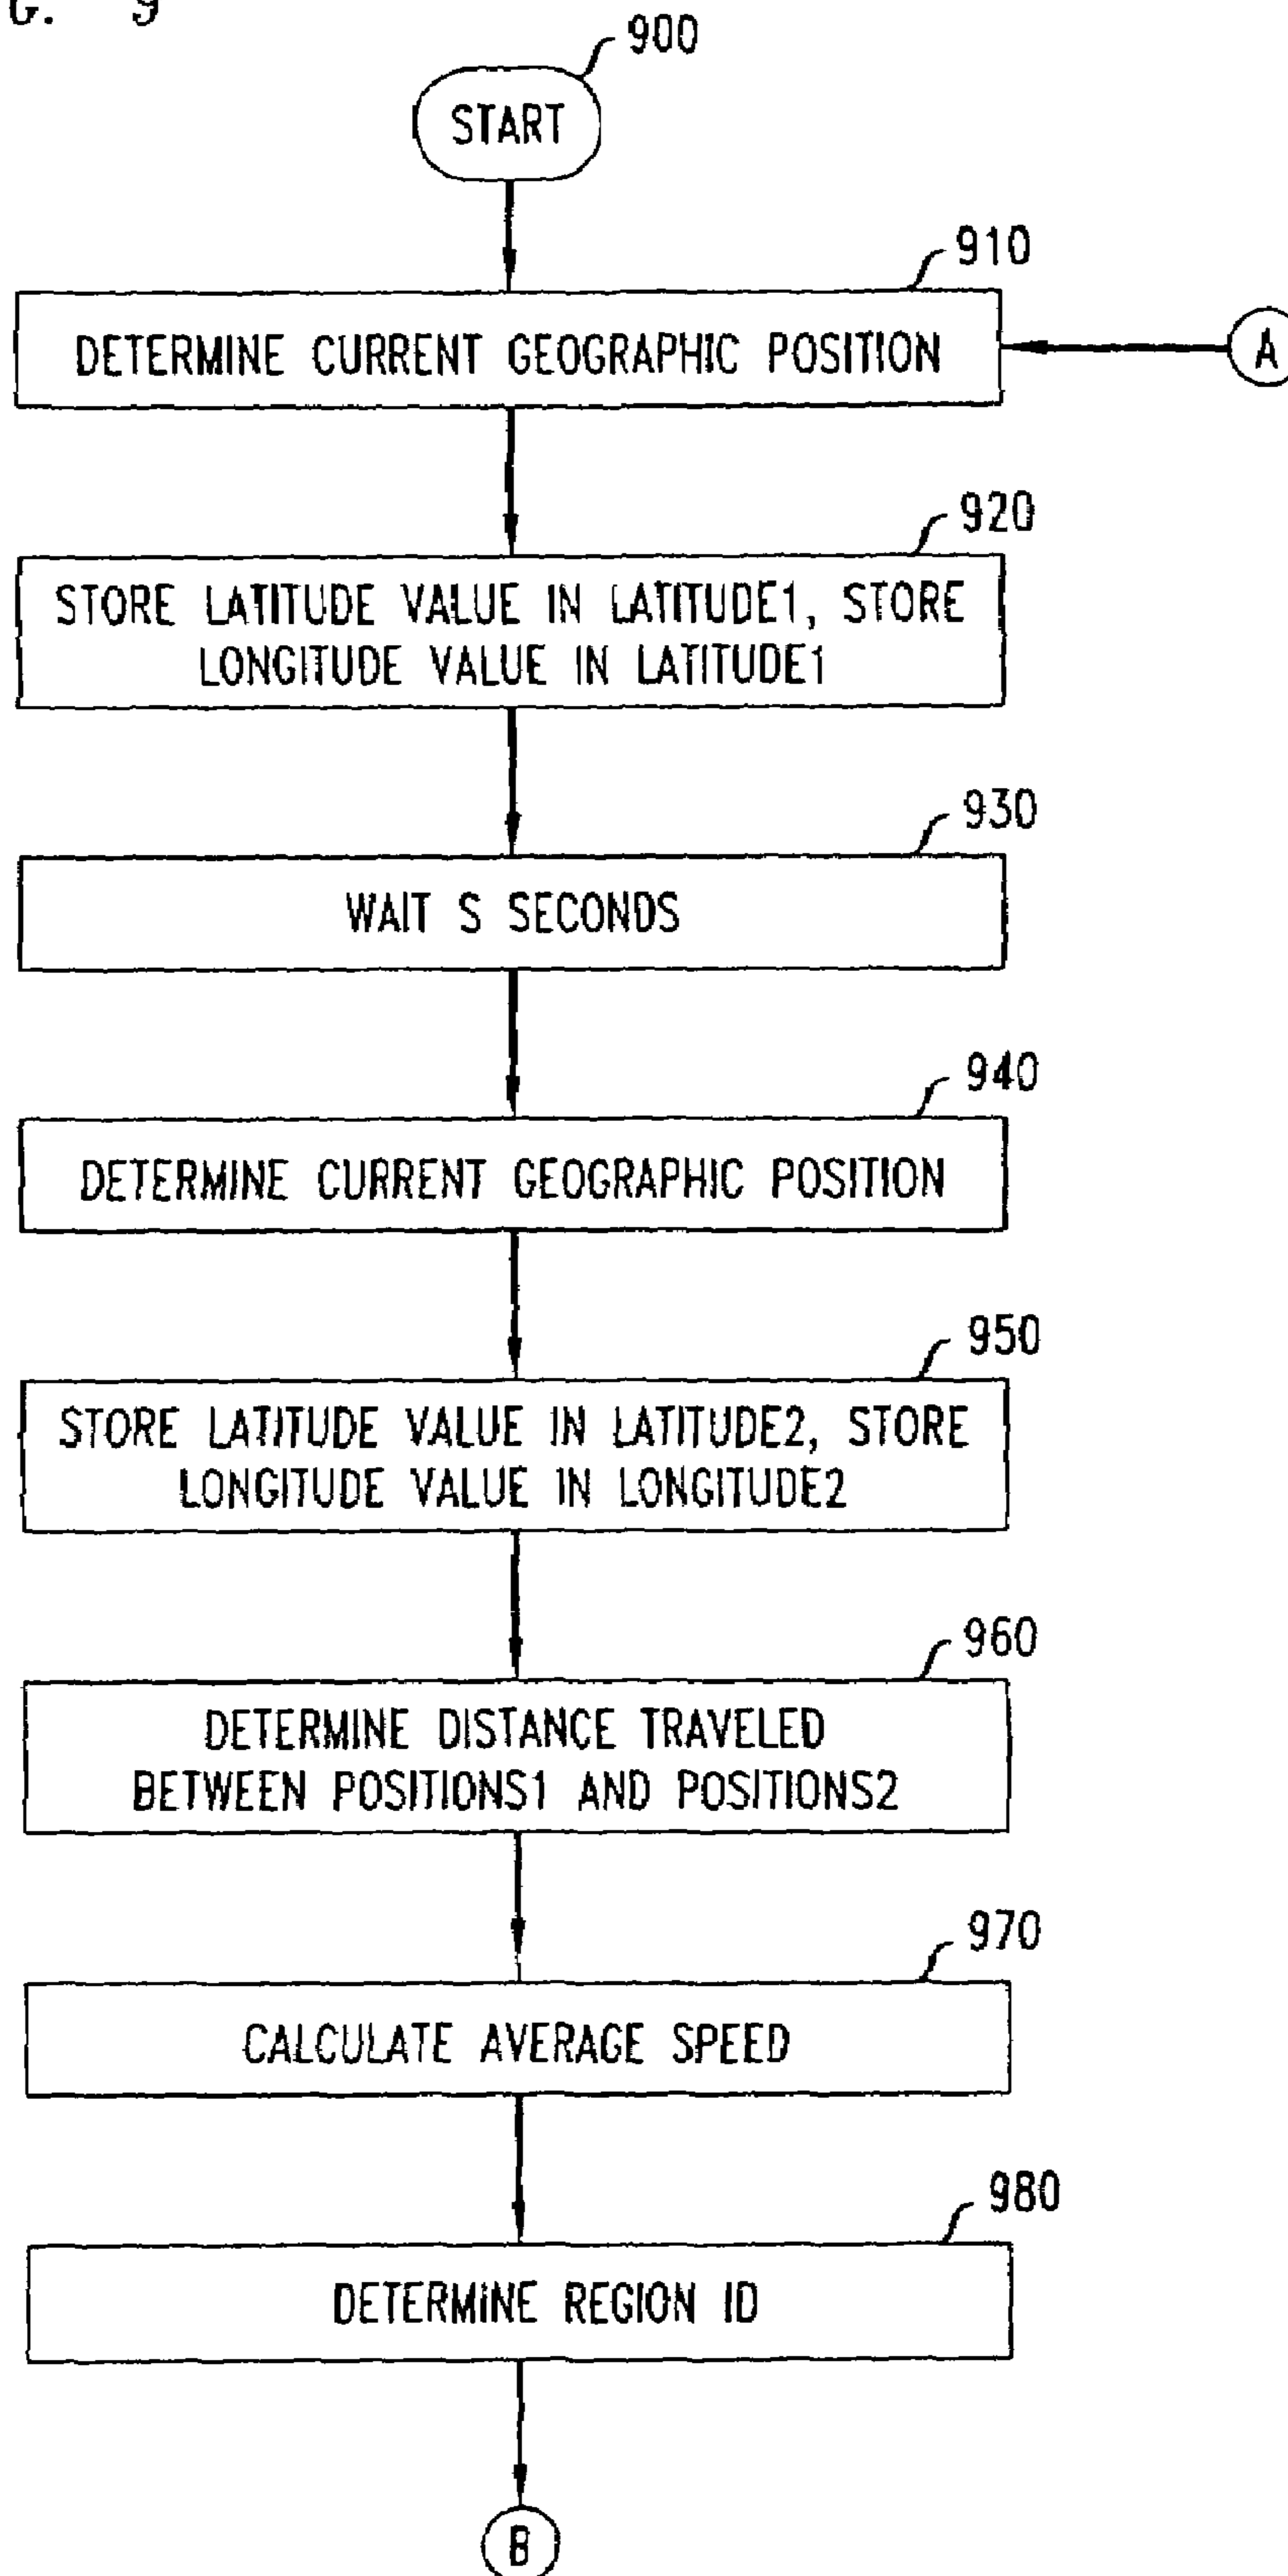 G. 9
900
START
910
DETERMINE CURRENT GEOGRAPHIC POSITION
A
920
STORE LATITUDE VALUE IN LATITUDE1, STORE
LONGITUDE VALUE IN LATITUDE1
930
WAIT S SECONDS
940
DETERMINE CURRENT GEOGRAPHIC POSITION
950
STORE LATITUDE VALUE IN LATITUDE2, STORE
LONGITUDE VALUE IN LONGITUDE2
960
DETERMINE DISTANCE TRAVELED
BETWEEN POSITIONS1 AND POSITIONS2
970
CALCULATE AVERAGE SPEED
980
DETERMINE REGION ID
B